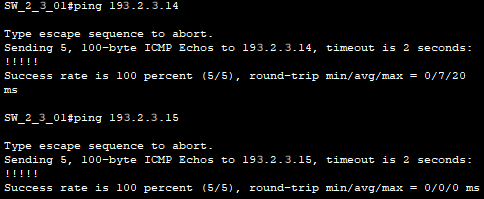 SW_2_3_01#ping 193.2.3.14
Type escape sequence to abort.
Sending 5, 100-byte ICMP Echos to 193.2.3.14, timeout is 2 seconds:
!!!!!
Success rate is 100 percent (5/5), round-trip min/avg/max = 0/7/20
ms
SW_2_3_01#ping 193.2.3.15
Type escape sequence to abort.
Sending 5, 100-byte ICMP Echos to 193.2.3.15, timeout is 2 seconds:
!!!!!
Success rate is 100 percent (5/5), round-trip min/avg/max = 0/0/0 ms